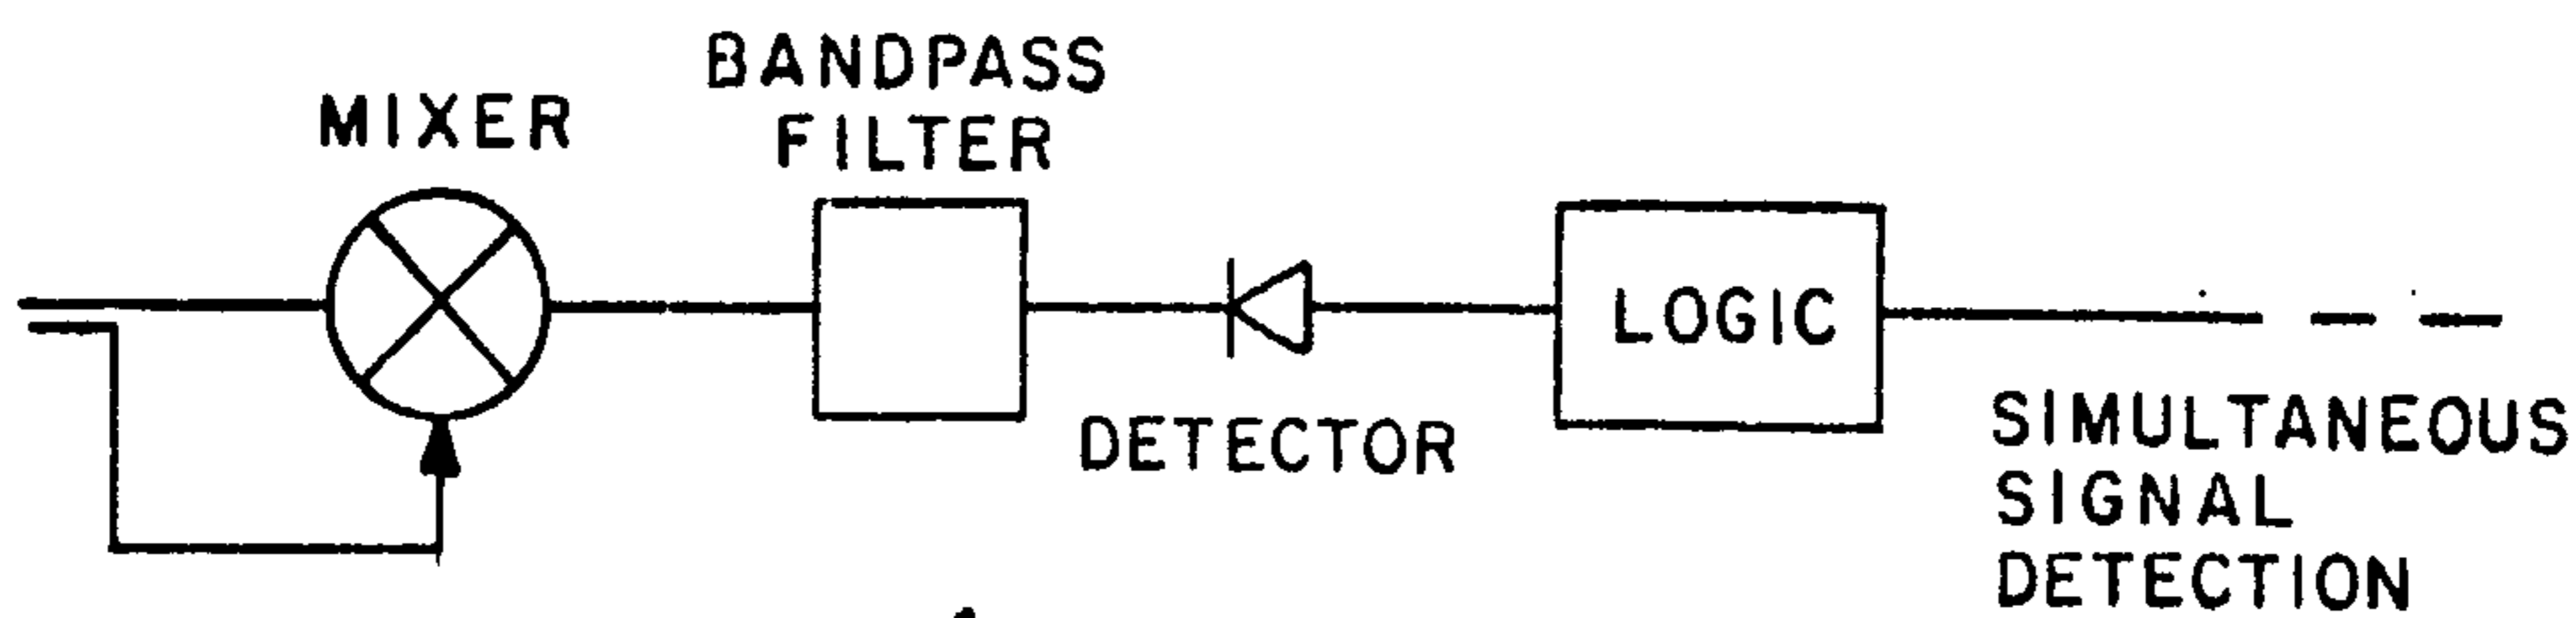 MIXER
BANDPASS
FILTER
DETECTOR
LOGIC
SIMULTANEOUS
SIGNAL
DETECTION